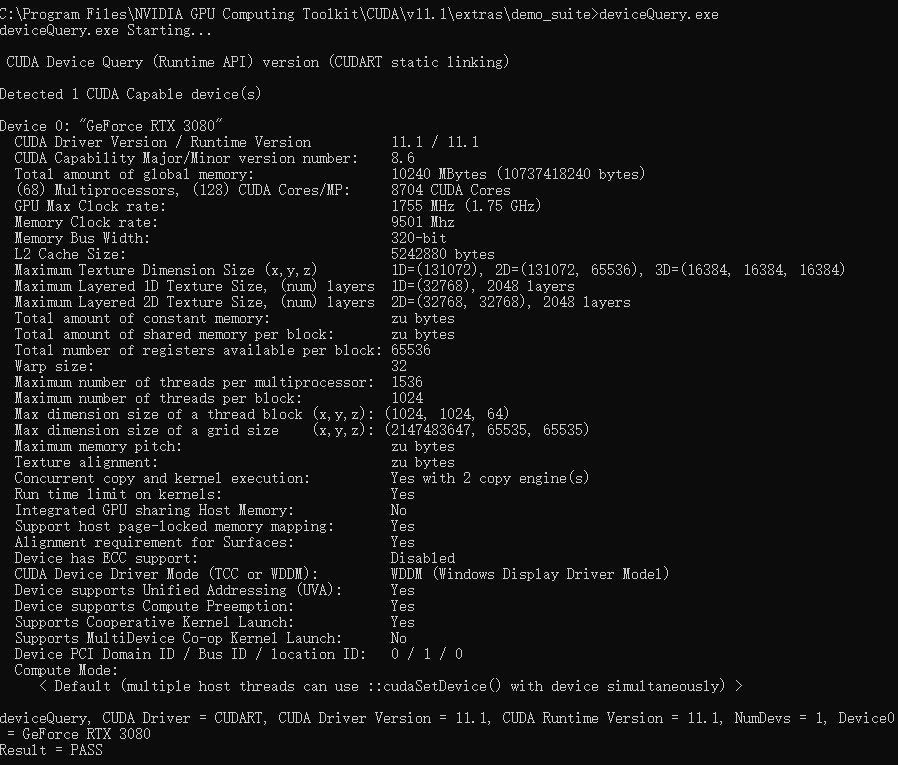 C:\Program Files\NVIDIA GPU Computing Toolkit\CUDA\v11.1\extras\demo_suite>deviceQuery.exe
deviceQuery.exe Starting...
CUDA Device Query (Runtime API) version (CUDART static linking)
Detected 1 CUDA Capable device(s)
Device 0: "GeForce RTX 3080"
CUDA Driver Version / Runtime Version 11.1 / 11.1
CUDA Capability Major/Minor version number: 8.6
Total amount of global memory: 10240 MBytes (10737418240 bytes)
(68) Multiprocessors, (128) CUDA Cores/MP: 8704 CUDA Cores
GPU Max Clock rate: 1755 MHz (1.75 GHz)
Memory Clock rate: 9501 Mhz
Memory Bus Width: 320-bit
L2 Cache Size: 5242880 bytes
Maximum Texture Dimension Size (x,y,z) 1D=(131072), 2D=(131072, 65536), 3D=(16384, 16384, 16384)
Maximum Layered 1D Texture Size, (num) layers 1D=(32768), 2048 layers
Maximum Layered 2D Texture Size, (num) layers 2D=(32768, 32768), 2048 layers
Total amount of constant memory: zu bytes
Total amount of shared memory per block: zu bytes
Total number of registers available per block: 65536
Warp size: 32
Maximum number of threads per multiprocessor: 1536
Maximum number of threads per block: 1024
Max dimension size of a thread block (x,y,z): (1024, 1024, 64)
Max dimension size of a grid size (x,y,z): (2147483647, 65535, 65535)
Maximum memory pitch: zu bytes
Texture alignment: zu bytes
Concurrent copy and kernel execution: Yes with 2 copy engine(s)
Run time limit on kernels: Yes
Integrated GPU sharing Host Memory: No
Support host page-locked memory mapping: Yes
Alignment requirement for Surfaces: Yes
Device has ECC support: Disabled
CUDA Device Driver Mode (TCC or WDDM): WDDM (Windows Display Driver Model)
Device supports Unified Addressing (UVA): Yes
Device supports Compute Preemption: Yes
Supports Cooperative Kernel Launch: Yes
Supports MultiDevice Co-op Kernel Launch: No
Device PCI Domain ID / Bus ID / location ID: 0 / 1 / 0
Compute Mode:
< Default (multiple host threads can use ::cudaSetDevice() with device simultaneously) >
deviceQuery, CUDA Driver = CUDART, CUDA Driver Version = 11.1, CUDA Runtime Version = 11.1, NumDevs = 1, Device0
= GeForce RTX 3080
Result = PASS